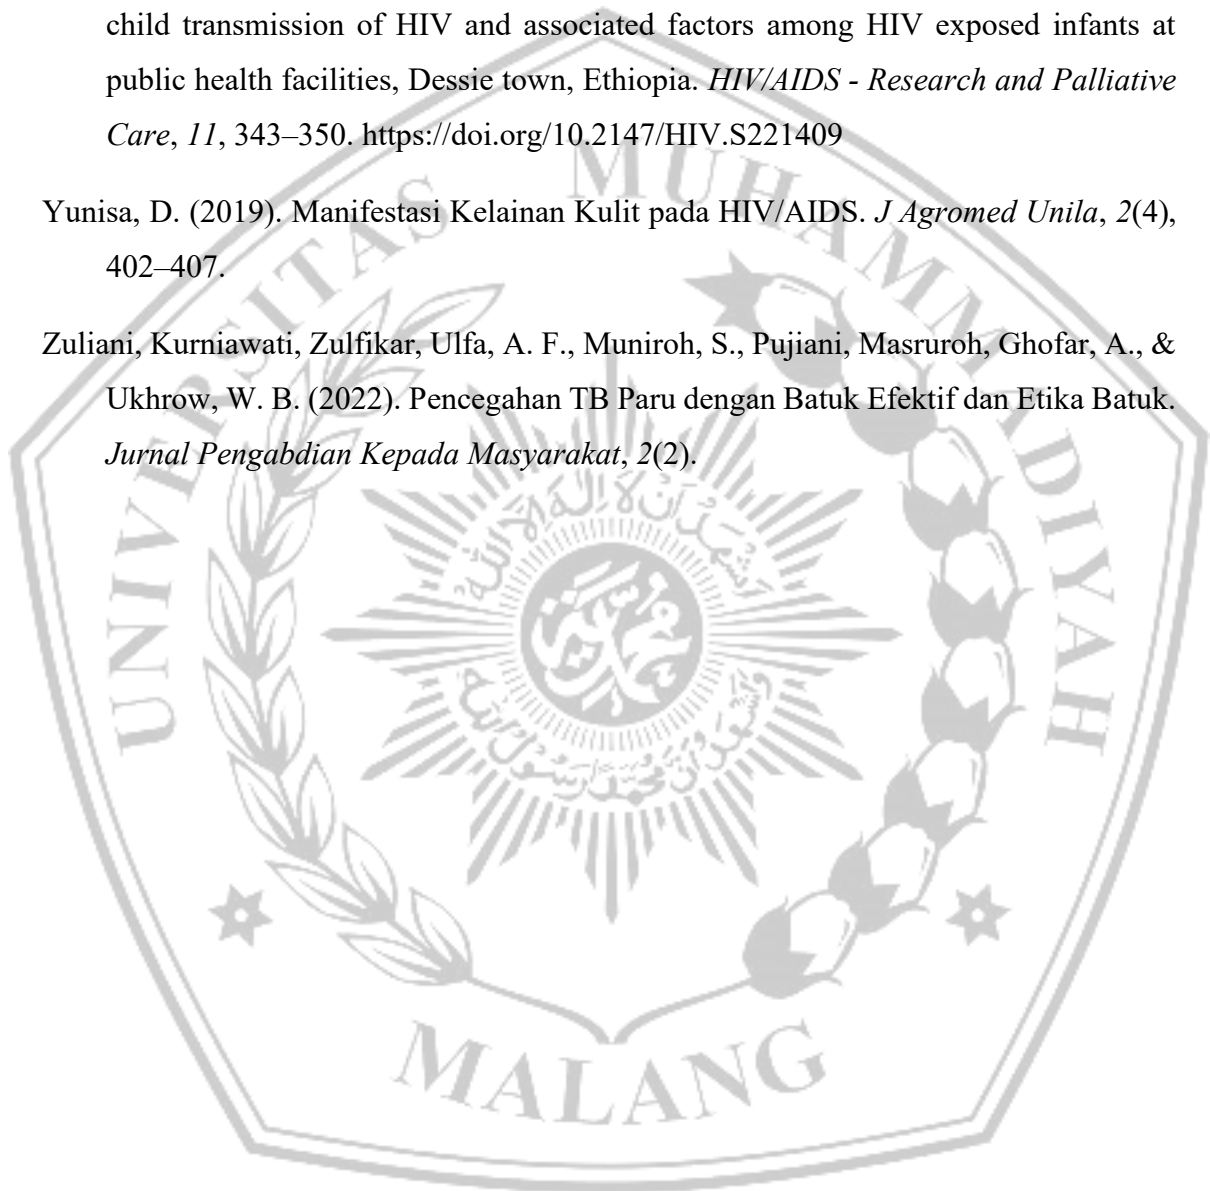 child transmission of HIV and associated factors among HIV exposed infants at
public health facilities, Dessie town, Ethiopia. HIV/AIDS - Research and Palliative
Care, 11, 343–350. https://doi.org/10.2147/HIV.S221409
Yunisa, D. (2019). Manifestasi Kelainan Kulit pada HIV/AIDS. J Agromed Unila, 2(4),
402–407.
Zuliani, Kurniawati, Zulfikar, Ulfa, A. F., Muniroh, S., Pujiani, Masruroh, Ghofar, A., &
Ukhrow, W. B. (2022). Pencegahan TB Paru dengan Batuk Efektif dan Etika Batuk.
Jurnal Pengabdian Kepada Masyarakat, 2(2).
UNIVERSITAS MUHAMMADIYAH
MALANG